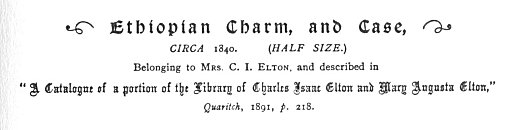 Ethiopian Charm, and Case,
CIRCA 1840. (HALF SIZE.)
Belonging to MRS. C. I. ELTON, and described in
"A Catalogue of a portion of the Library of Charles Isaac Elton and Mary Augusta Elton,"
Quaritch, 1891, p. 218.